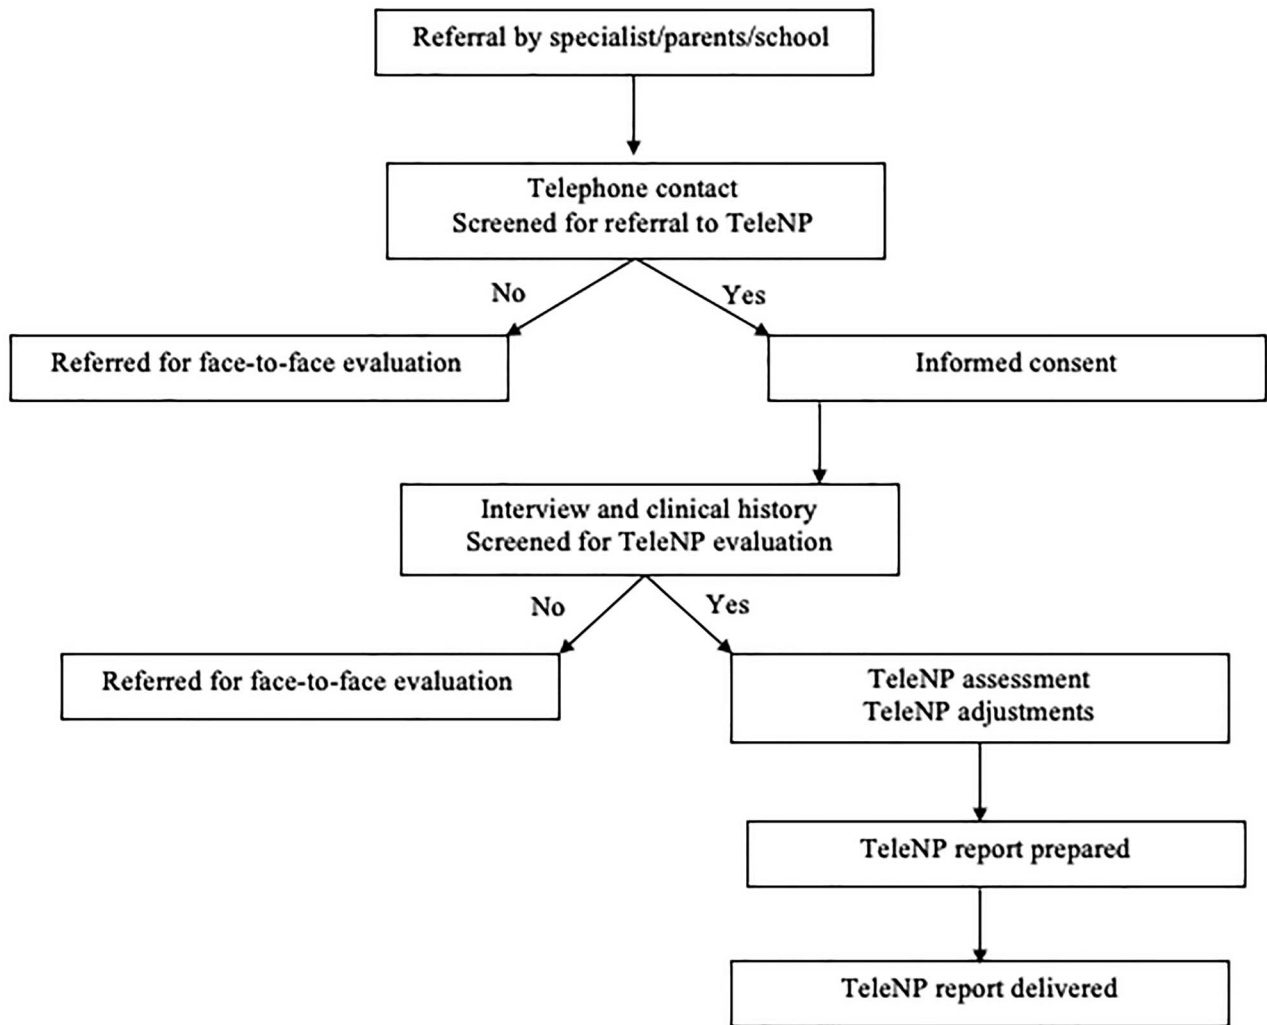 Referral by specialist/parents/school
Telephone contact
Screened for referral to TeleNP
No
Yes
Referred for face-to-face evaluation
Informed consent
Interview and clinical history
Screened for TeleNP evaluation
No
Yes
Referred for face-to-face evaluation
TeleNP assessment
TeleNP adjustments
TeleNP report prepared
TeleNP report delivered